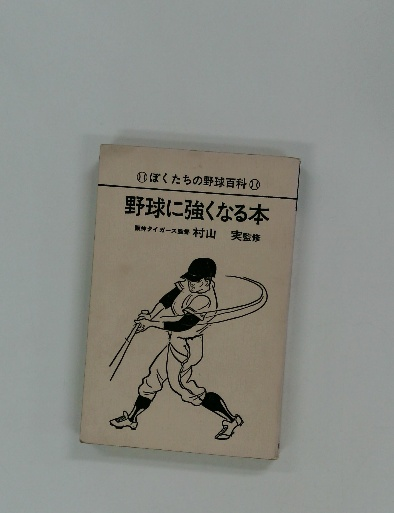 ぼくたちの野球百科
野球に強くなる本
阪神タイガース監督 村山 実監修